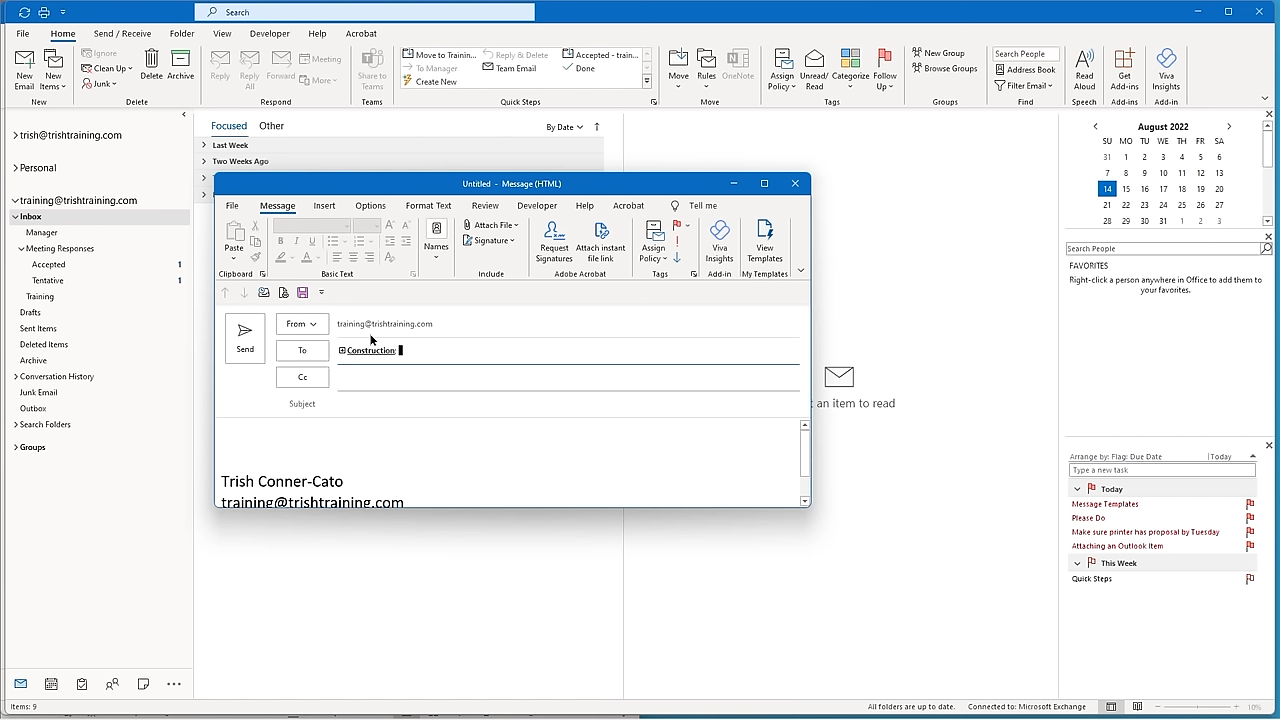 Search
File Home Send / Receive Folder View Developer Help Acrobat
New Email
New Items
New
Ignore
Clean Up
Junk
Delete
Archive
Delete
Reply
Reply All
Forward
Meeting
More
Respond
Share to Teams
Teams
Move to Trainin...
To Manager
Create New
Reply & Delete
Team Email
Accepted - train...
Done
Quick Steps
Move
Rules
OneNote
Move
Assign Policy
Unread/ Read
Categorize
Follow Up
Tags
New Group
Browse Groups
Groups
Search People
Address Book
Filter Email
Find
Read Aloud
Speech
Get Add-ins
Add-ins
Viva Insights
Add-in
trish@trishtraining.com
Personal
training@trishtraining.com
Inbox
Manager
Meeting Responses
Accepted 1
Tentative 1
Training
Drafts
Sent Items
Deleted Items
Archive
Conversation History
Junk Email
Outbox
Search Folders
Groups
Focused Other By Date
Last Week
Two Weeks Ago
Untitled - Message (HTML)
File Message Insert Options Format Text Review Developer Help Acrobat Tell me
Paste
Clipboard
B I U
A
Basic Text
Names
Attach File
Signature
Include
Request Signatures
Attach instant file link
Adobe Acrobat
Assign Policy
Tags
Viva Insights
Add-in
View Templates
My Templates
Send
From training@trishtraining.com
To Construction;
Cc
Subject
Trish Conner-Cato
training@trishtraining.com
an item to read
August 2022
SU MO TU WE TH FR SA
31 1 2 3 4 5 6
7 8 9 10 11 12 13
14 15 16 17 18 19 20
21 22 23 24 25 26 27
28 29 30 31 1 2 3
Search People
FAVORITES
Right-click a person anywhere in Office to add them to
your favorites.
Arrange by: Flag: Due Date Today
Type a new task
Today
Message Templates
Please Do
Make sure printer has proposal by Tuesday
Attaching an Outlook Item
This Week
Quick Steps
Items: 9
All folders are up to date. Connected to: Microsoft Exchange
10%